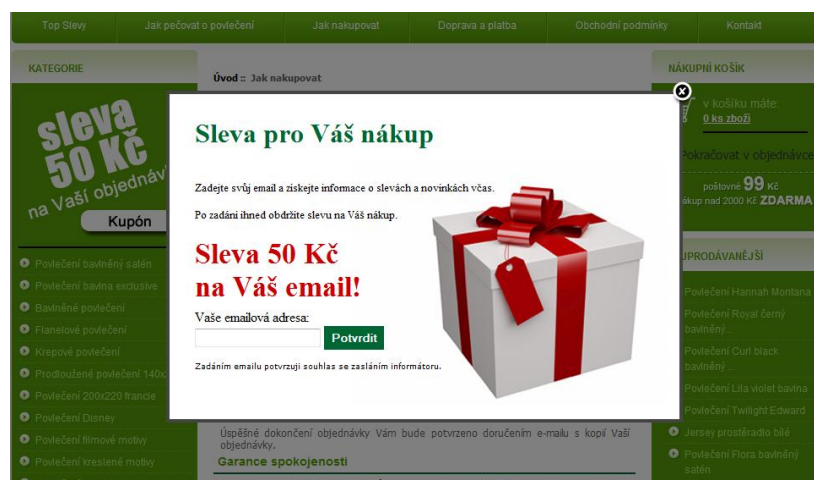 Top Slevy
Jak pečovat o povlečení
Jak nakupovat
Doprava a platba
Obchodní podmínky
Kontakt
KATEGORIE
sleva
50 Kč
na Vaší objednáv
Kupón
Povlečení bavlněný satén
Povlečení bavlna exclusive
Bavlněné povlečení
Flanelové povlečení
Krepové povlečení
Prodloužené povlečení 140x
Povlečení 200x220 francie
Povlečení Disney
Povlečení filmové motivy
Povlečení kreslené motivy
Úvod :: Jak nakupovat
Sleva pro Váš nákup
Zadejte svůj email a získejte informace o slevách a novinkách včas.
Po zadání ihned obdržíte slevu na Váš nákup.
Sleva 50 Kč
na Váš email!
Vaše emailová adresa:
Potvrdit
Zadáním emailu potvrzuji souhlas se zasláním informátoru.
Úspěšné dokončení objednávky Vám bude potvrzeno doručením e-mailu s kopií Vaší
objednávky.
Garance spokojenosti
NÁKUPNÍ KOŠÍK
v košíku máte:
0 ks zboží
Pokračovat v objednávce
poštovné 99 Kč
ákup nad 2000 Kč ZDARMA
JPRODÁVANĚJŠÍ
Povlečení Hannah Montana
Povlečení Royal černý
bavlněný...
Povlečení Curl black
bavlněný...
Povlečení Lila violet bavlna
Povlečení Twilight Edward
Jersey prostěradlo bílé
Povlečení Flora bavlněný
satén